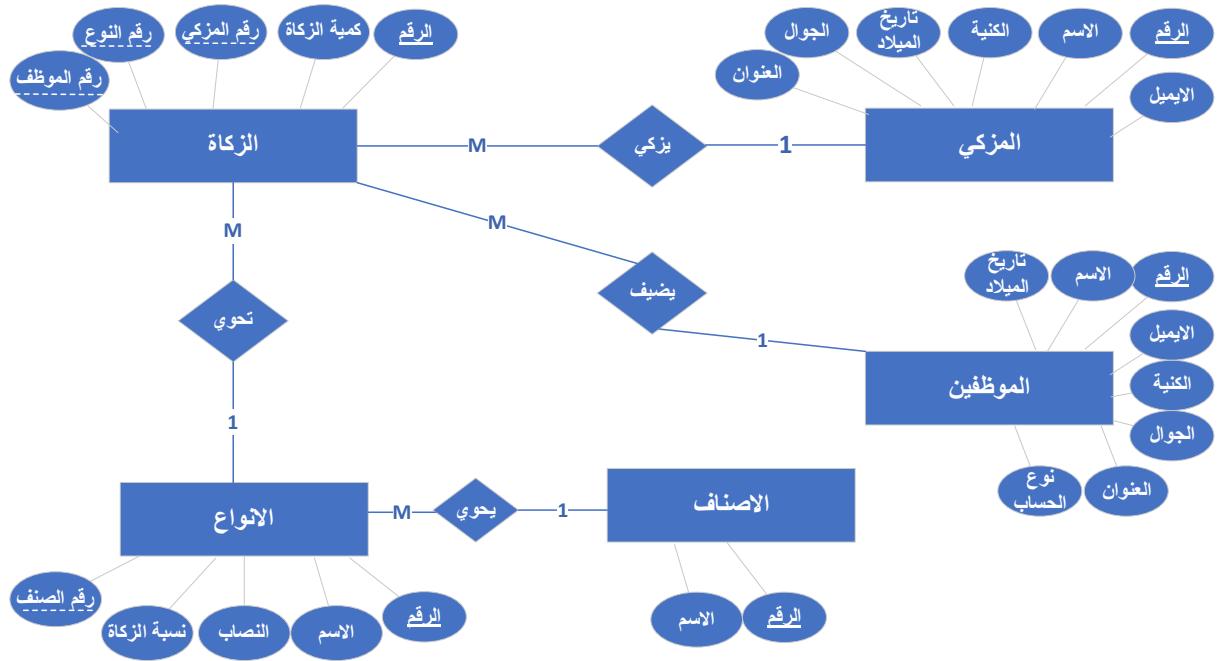 الرقم
كمية الزكاة
رقم المزكي
رقم النوع
رقم الموظف
الزكاة
الرقم
الاسم
الكنية
تاريخ
الميلاد
الجوال
العنوان
الايميل
المزكي
1
يزكي
M
M
يضيف
1
M
تحوي
1
الرقم
الاسم
تاريخ
الميلاد
الايميل
الكنية
الجوال
العنوان
نوع
الحساب
الموظفين
الاصناف
1
يحوي
M
الانواع
الرقم
الاسم
الرقم
الاسم
النصاب
نسبة الزكاة
رقم الصنف